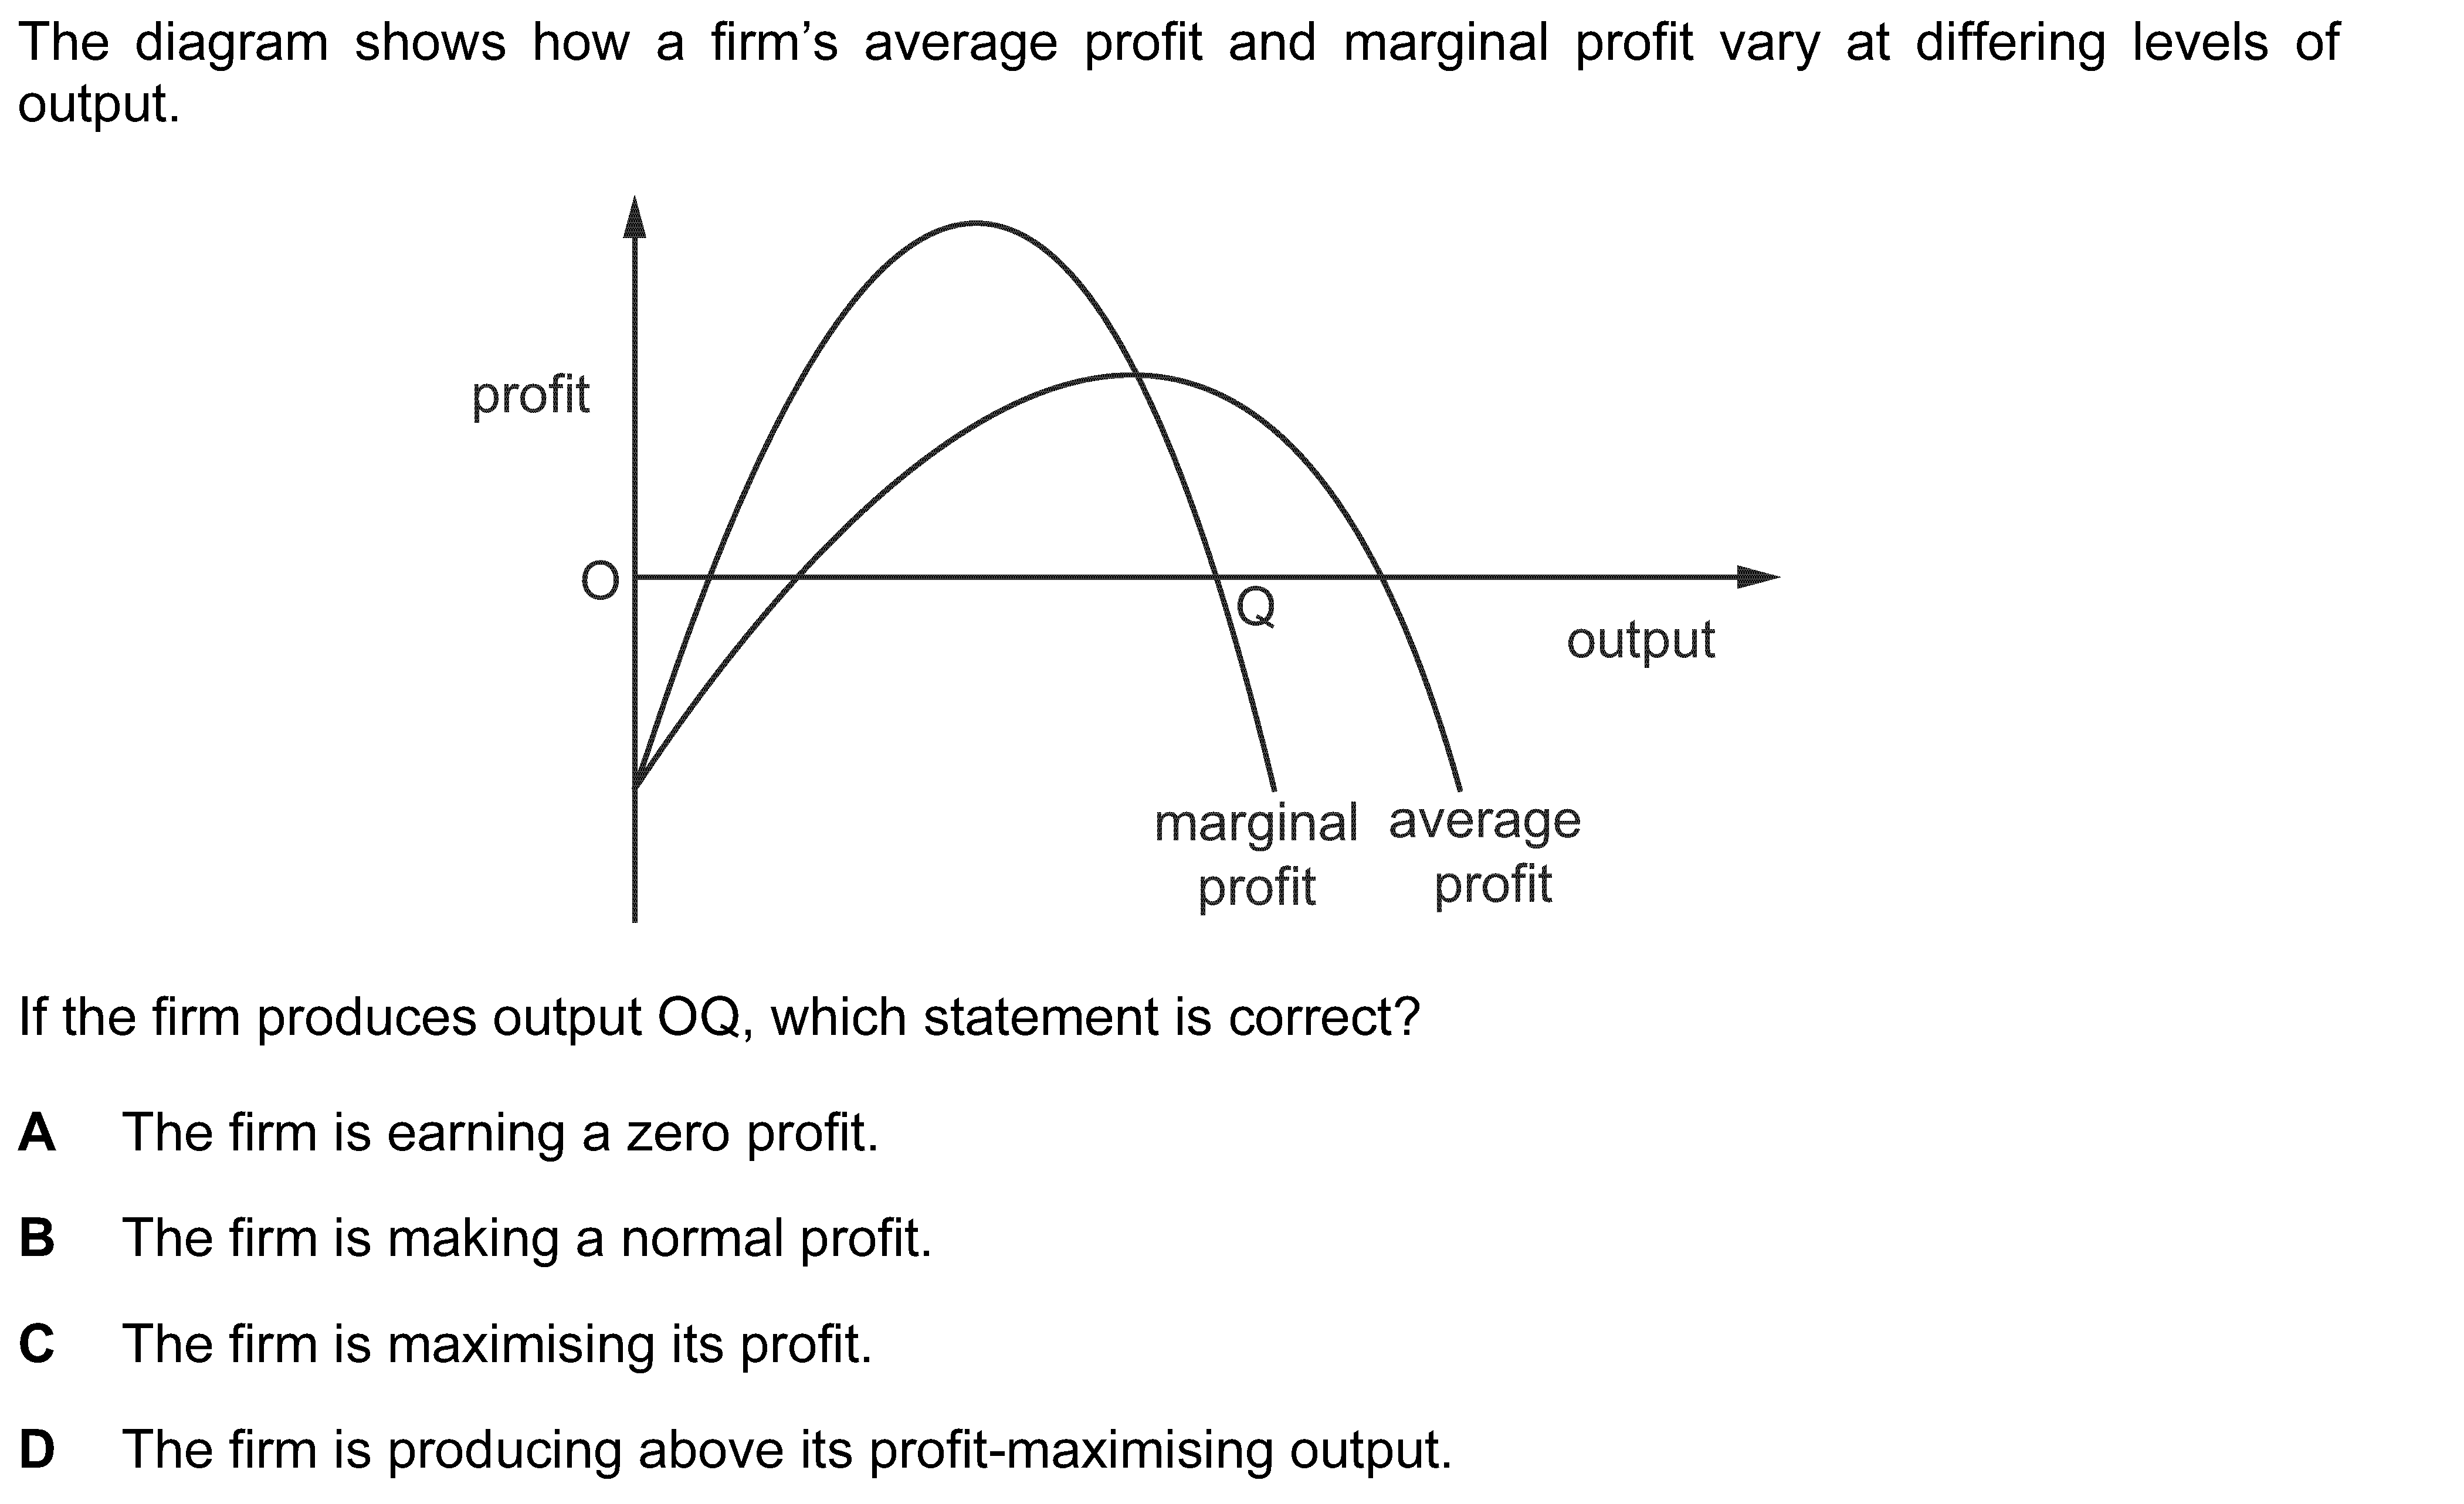 The diagram shows how a firm’s average profit and marginal profit vary at differing levels of
output.
profit
O
Q
output
marginal
profit
average
profit
If the firm produces output OQ, which statement is correct?
A The firm is earning a zero profit.
B The firm is making a normal profit.
C The firm is maximising its profit.
D The firm is producing above its profit-maximising output.